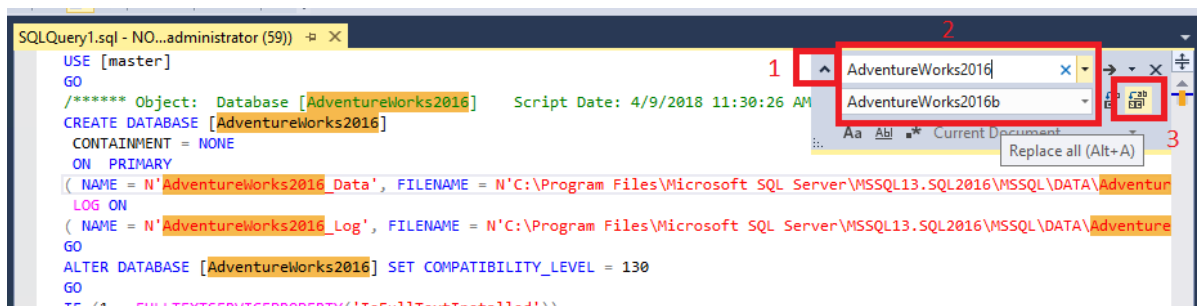 SQLQuery1.sql - NO...administrator (59))
2
USE [master]
1
AdventureWorks2016
GO
/****** Object:  Database [AdventureWorks2016]    Script Date: 4/9/2018 11:30:26 AM
AdventureWorks2016b
CREATE DATABASE [AdventureWorks2016]
CONTAINMENT = NONE
Aa Abl .* Current Document
3
ON  PRIMARY
Replace all (Alt+A)
( NAME = N'AdventureWorks2016_Data', FILENAME = N'C:\Program Files\Microsoft SQL Server\MSSQL13.SQL2016\MSSQL\DATA\Adventur
LOG ON
( NAME = N'AdventureWorks2016_Log', FILENAME = N'C:\Program Files\Microsoft SQL Server\MSSQL13.SQL2016\MSSQL\DATA\Adventure
GO
ALTER DATABASE [AdventureWorks2016] SET COMPATIBILITY_LEVEL = 130
GO